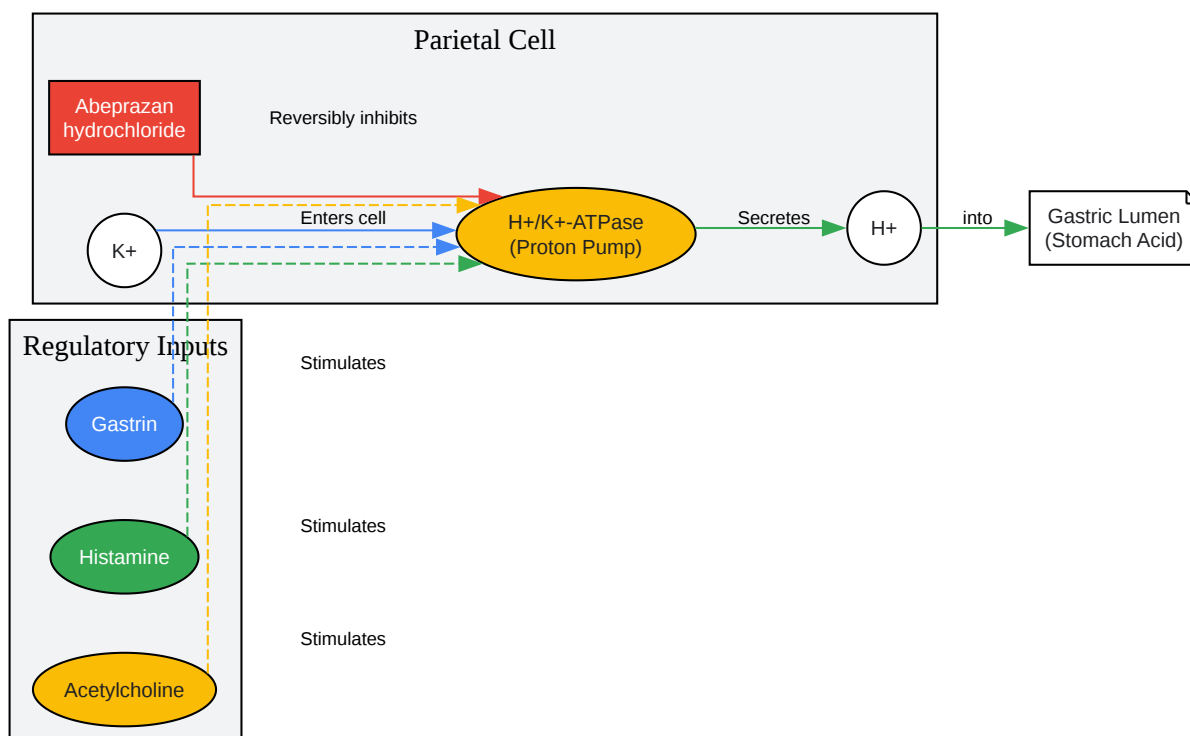 Parietal Cell
Abeprazan
hydrochloride
Reversibly inhibits
K+
Enters cell
H+/K+-ATPase
(Proton Pump)
Secretes
H+
into
Gastric Lumen
(Stomach Acid)
Regulatory Inputs
Stimulates
Gastrin
Stimulates
Histamine
Stimulates
Acetylcholine